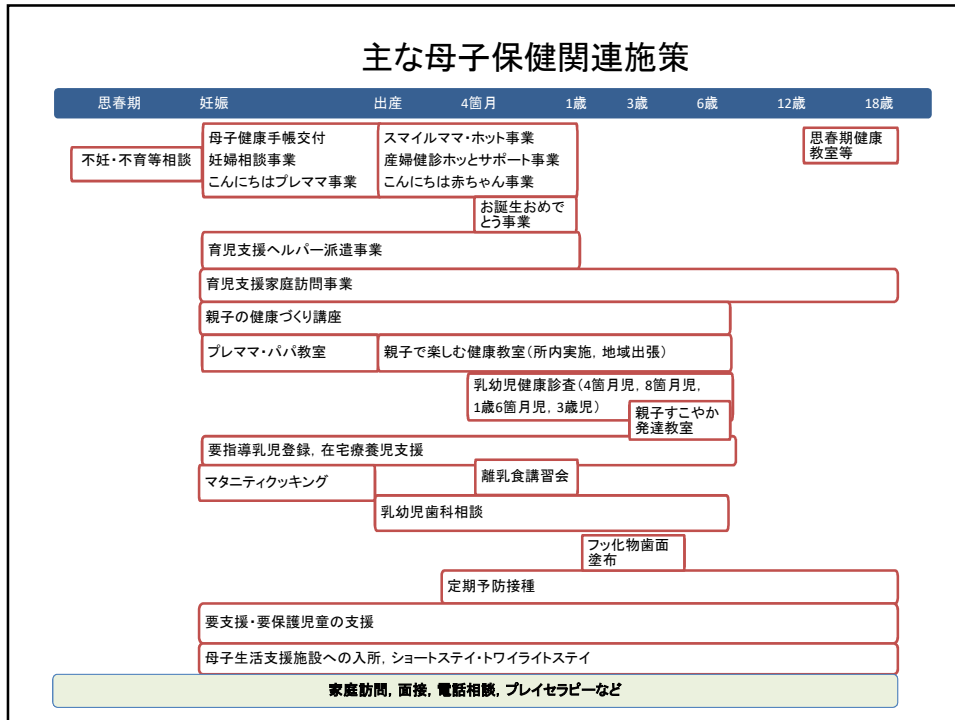 主な母子保健関連施策
思春期 妊娠 出産 4箇月 1歳 3歳 6歳 12歳 18歳
不妊・不育等相談
母子健康手帳交付
妊婦相談事業
こんにちはプレママ事業
スマイルママ・ホット事業
産婦健診ホッとサポート事業
こんにちは赤ちゃん事業
思春期健康
教室等
お誕生おめで
とう事業
育児支援ヘルパー派遣事業
育児支援家庭訪問事業
親子の健康づくり講座
プレママ・パパ教室
親子で楽しむ健康教室（所内実施，地域出張）
乳幼児健康診査（4箇月児，8箇月児，
1歳6箇月児，3歳児）
親子すこやか
発達教室
要指導乳児登録，在宅療養児支援
マタニティクッキング
離乳食講習会
乳幼児歯科相談
フッ化物歯面
塗布
定期予防接種
要支援・要保護児童の支援
母子生活支援施設への入所，ショートステイ・トワイライトステイ
家庭訪問，面接，電話相談，プレイセラピーなど